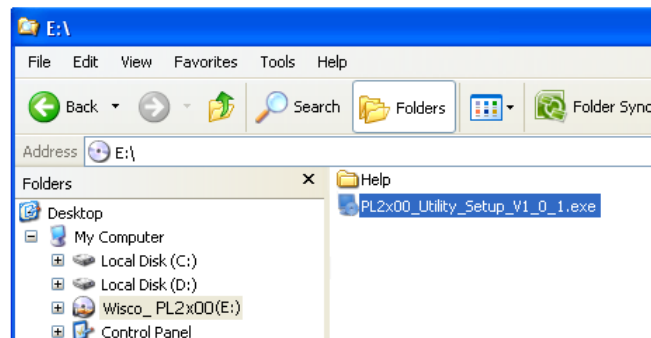 E:\
File Edit View Favorites Tools Help
Back Search Folders Folder Sync
Address E:\
Folders x
Desktop
My Computer
Local Disk (C:)
Local Disk (D:)
Wisco_ PL2x00(E:)
Control Panel
Help
PL2x00_Utility_Setup_V1_0_1.exe